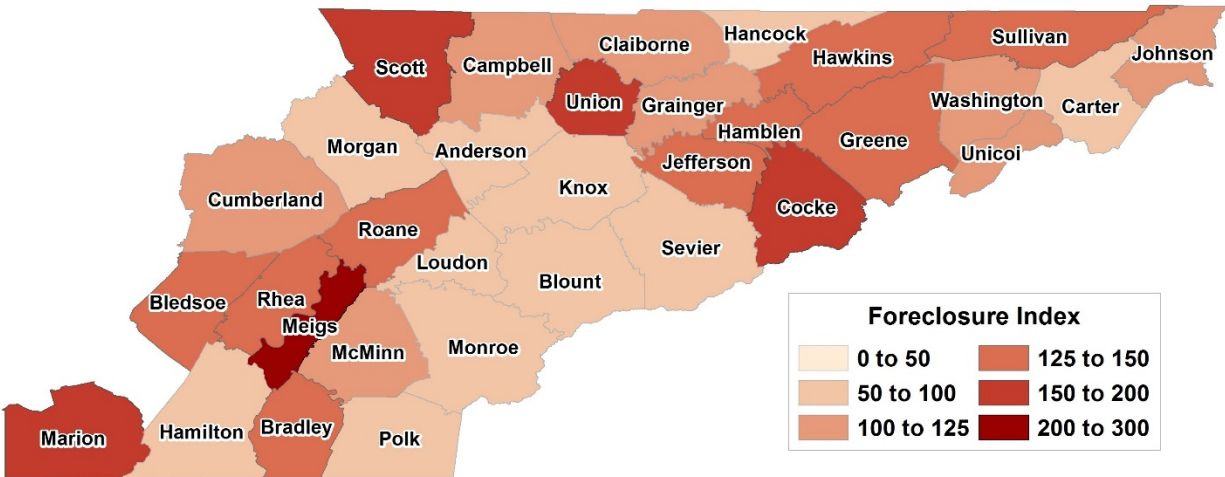 Hancock
Sullivan
Claiborne
Johnson
Hawkins
Campbell
Scott
Union
Grainger
Washington
Carter
Hamblen
Greene
Morgan
Anderson
Unicoi
Jefferson
Knox
Cumberland
Cocke
Roane
Sevier
Loudon
Blount
Bledsoe
Rhea
Meigs
McMinn
Monroe
Marion
Hamilton
Bradley
Polk
Foreclosure Index
0 to 50
50 to 100
100 to 125
125 to 150
150 to 200
200 to 300